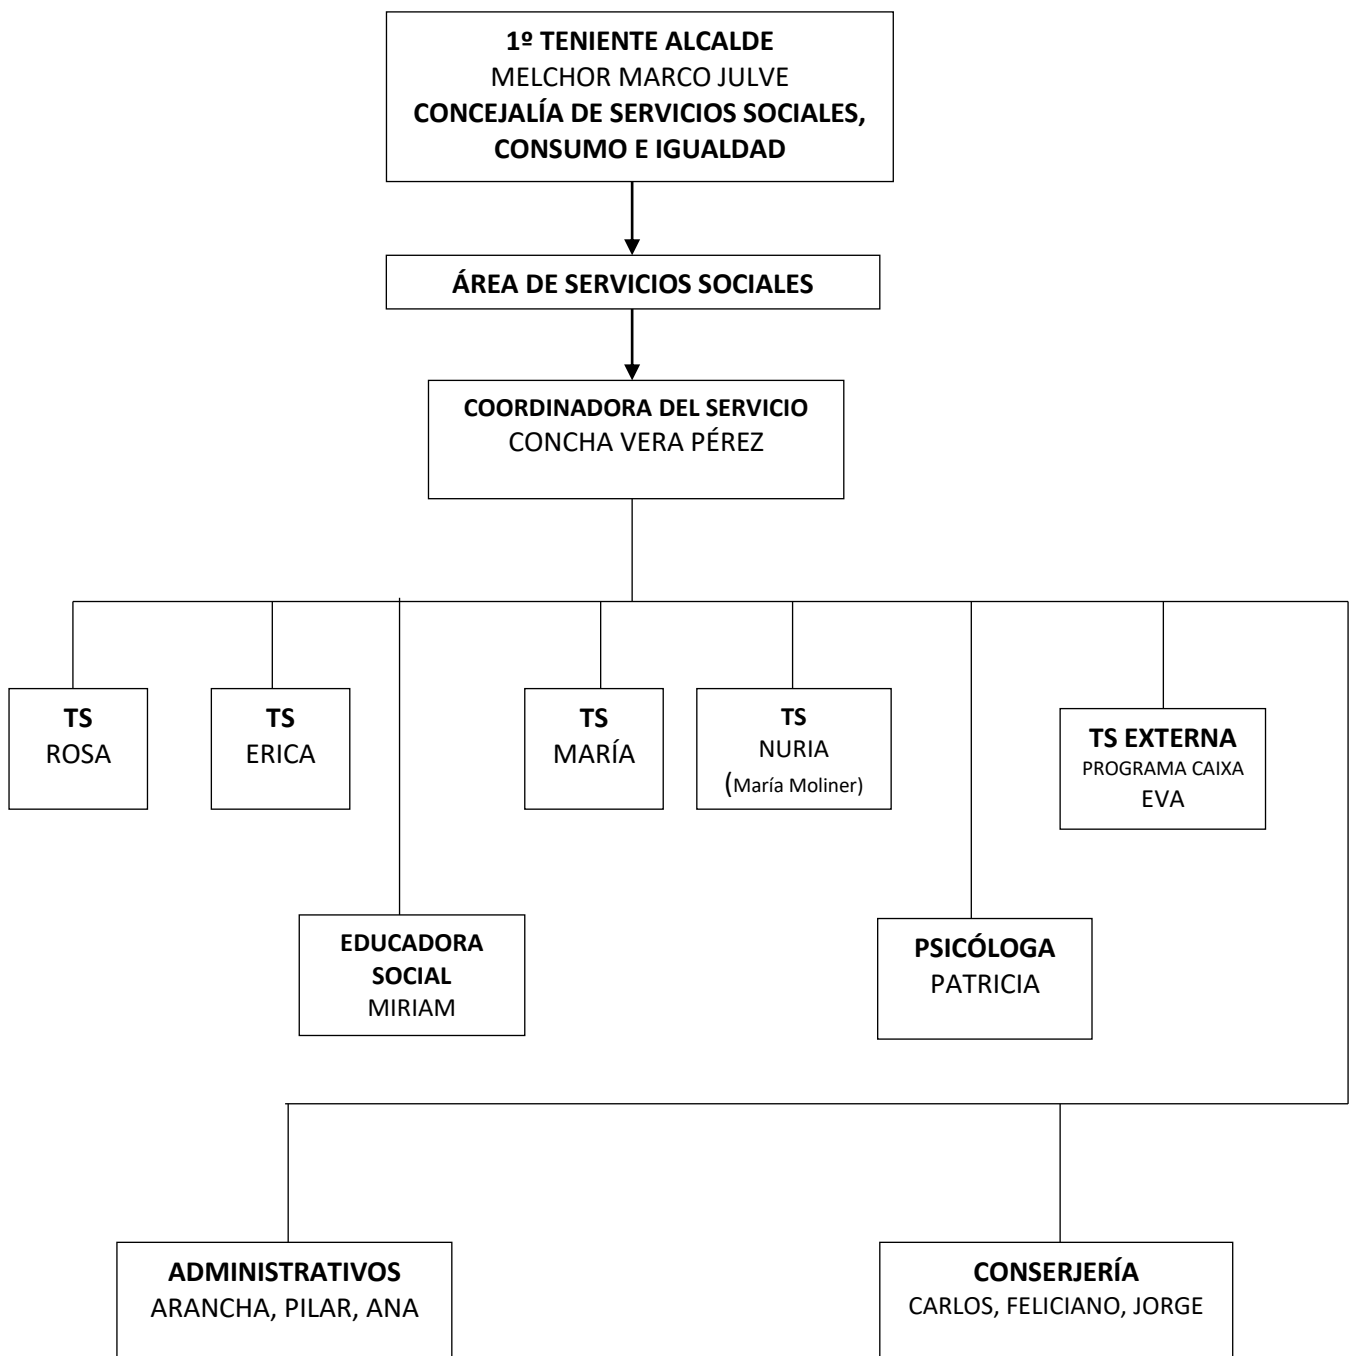 1º TENIENTE ALCALDE
MELCHOR MARCO JULVE
CONCEJALÍA DE SERVICIOS SOCIALES,
CONSUMO E IGUALDAD
ÁREA DE SERVICIOS SOCIALES
COORDINADORA DEL SERVICIO
CONCHA VERA PÉREZ
TS
ROSA
TS
ERICA
TS
MARÍA
TS
NURIA
(María Moliner)
TS EXTERNA
PROGRAMA CAIXA
EVA
EDUCADORA
SOCIAL
MIRIAM
PSICÓLOGA
PATRICIA
ADMINISTRATIVOS
ARANCHA, PILAR, ANA
CONSERJERÍA
CARLOS, FELICIANO, JORGE